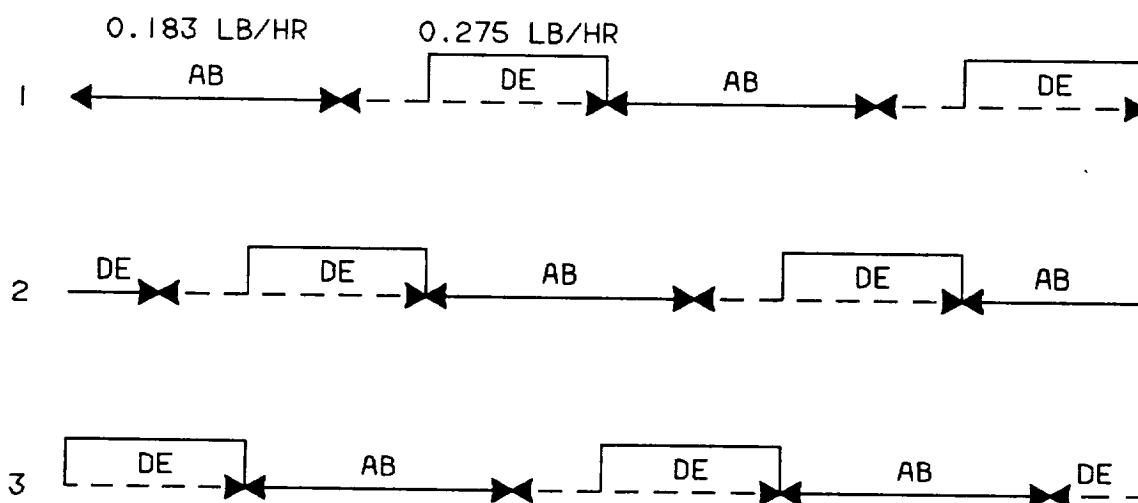 0.183 LB/HR 0.275 LB/HR
1 AB DE AB DE
2 DE DE AB DE AB
3 DE AB DE AB DE